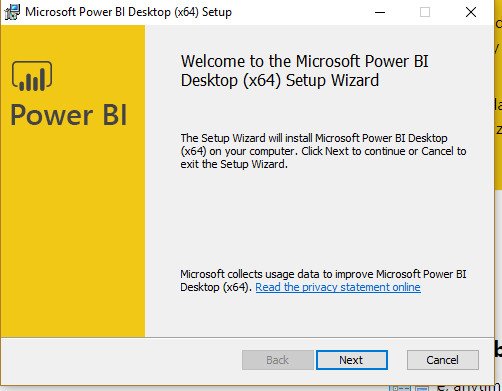 Microsoft Power BI Desktop (x64) Setup
Welcome to the Microsoft Power BI
Desktop (x64) Setup Wizard
Power BI
The Setup Wizard will install Microsoft Power BI Desktop
(x64) on your computer. Click Next to continue or Cancel to
exit the Setup Wizard.
Microsoft collects usage data to improve Microsoft Power BI
Desktop (x64). Read the privacy statement online
Back
Next
Cancel